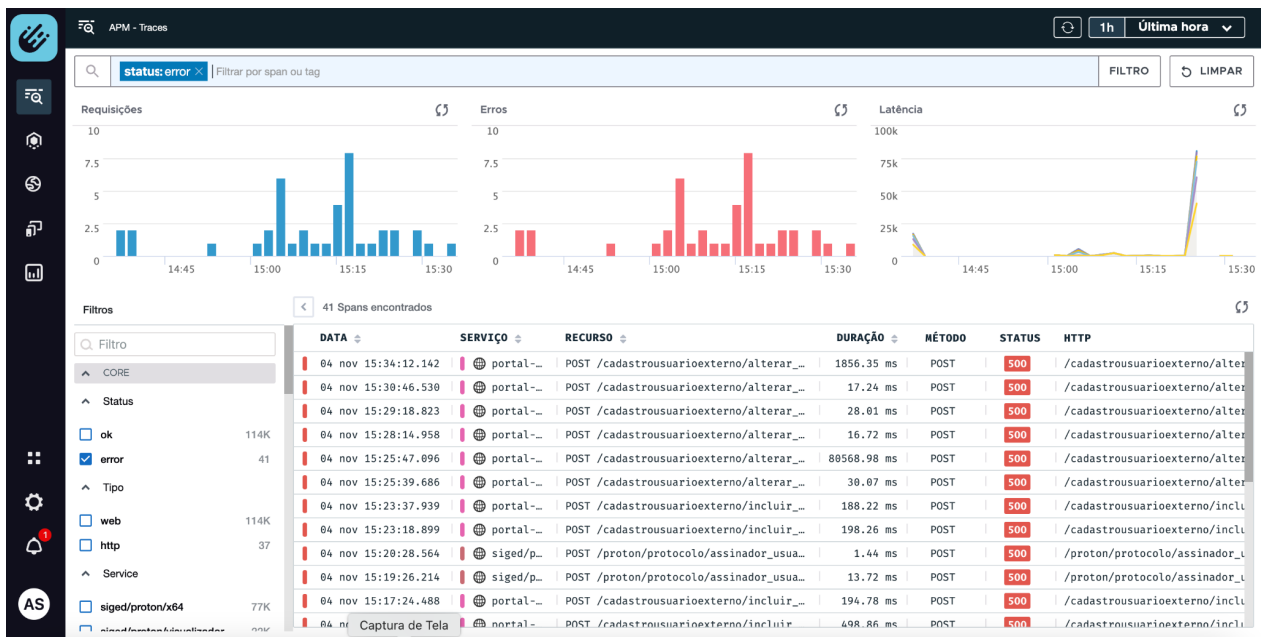 APM - Traces
1h Última hora
status: error × Filtrar por span ou tag FILTRO LIMPAR
Requisições Erros Latência
10 7.5 5 2.5 0
14:45 15:00 15:15 15:30
10 7.5 5 2.5 0
14:45 15:00 15:15 15:30
100k 75k 50k 25k 0
14:45 15:00 15:15 15:30
Filtros
Filtro
CORE
Status
ok 114K
error 41
Tipo
web 114K
http 37
Service
siged/proton/x64 77K
1
AS
41 Spans encontrados
DATA SERVIÇO RECURSO DURAÇÃO MÉTODO STATUS HTTP
04 nov 15:34:12.142 portal-… POST /cadastrousuarioexterno/alterar_… 1856.35 ms POST 500 /cadastrousuarioexterno/alter
04 nov 15:30:46.530 portal-… POST /cadastrousuarioexterno/alterar_… 17.24 ms POST 500 /cadastrousuarioexterno/alter
04 nov 15:29:18.823 portal-… POST /cadastrousuarioexterno/alterar_… 28.01 ms POST 500 /cadastrousuarioexterno/alter
04 nov 15:28:14.958 portal-… POST /cadastrousuarioexterno/alterar_… 16.72 ms POST 500 /cadastrousuarioexterno/alter
04 nov 15:25:47.096 portal-… POST /cadastrousuarioexterno/alterar_… 80568.98 ms POST 500 /cadastrousuarioexterno/alter
04 nov 15:25:39.686 portal-… POST /cadastrousuarioexterno/alterar_… 30.07 ms POST 500 /cadastrousuarioexterno/alter
04 nov 15:23:37.939 portal-… POST /cadastrousuarioexterno/incluir_… 188.22 ms POST 500 /cadastrousuarioexterno/inclu
04 nov 15:23:18.899 portal-… POST /cadastrousuarioexterno/incluir_… 198.26 ms POST 500 /cadastrousuarioexterno/inclu
04 nov 15:20:28.564 siged/p… POST /proton/protocolo/assinador_usua… 1.44 ms POST 500 /proton/protocolo/assinador_u
04 nov 15:19:26.214 siged/p… POST /proton/protocolo/assinador_usua… 13.72 ms POST 500 /proton/protocolo/assinador_u
04 nov 15:17:24.488 portal-… POST /cadastrousuarioexterno/incluir_… 194.78 ms POST 500 /cadastrousuarioexterno/inclu
04 portal- POST /cadastrousuarioexterno/incluir 498.86 ms POST 500 /cadastrousuarioexterno/inclu
Captura de Tela